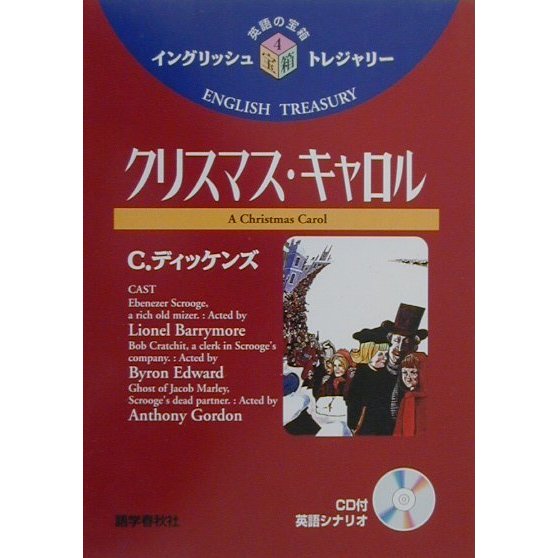 英語の宝箱
イングリッシュ 4 宝箱 トレジャリー
ENGLISH TREASURY
クリスマス・キャロル
A Christmas Carol
C.ディッケンズ
CAST
Ebenezer Scrooge,
a rich old miser. : Acted by
Lionel Barrymore
Bob Cratchit, a clerk in Scrooge's
company. : Acted by
Byron Edward
Ghost of Jacob Marley,
Scrooge's dead partner. : Acted by
Anthony Gordon
CD付
英語シナリオ
語学春秋社